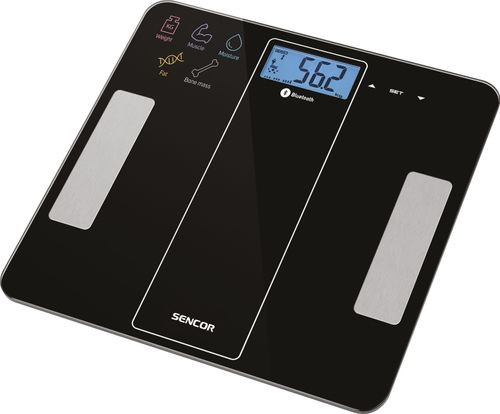 KG
Weight
Muscle
Moisture
Fat
Bone mass
56.2
Bluetooth
SET
SENCOR